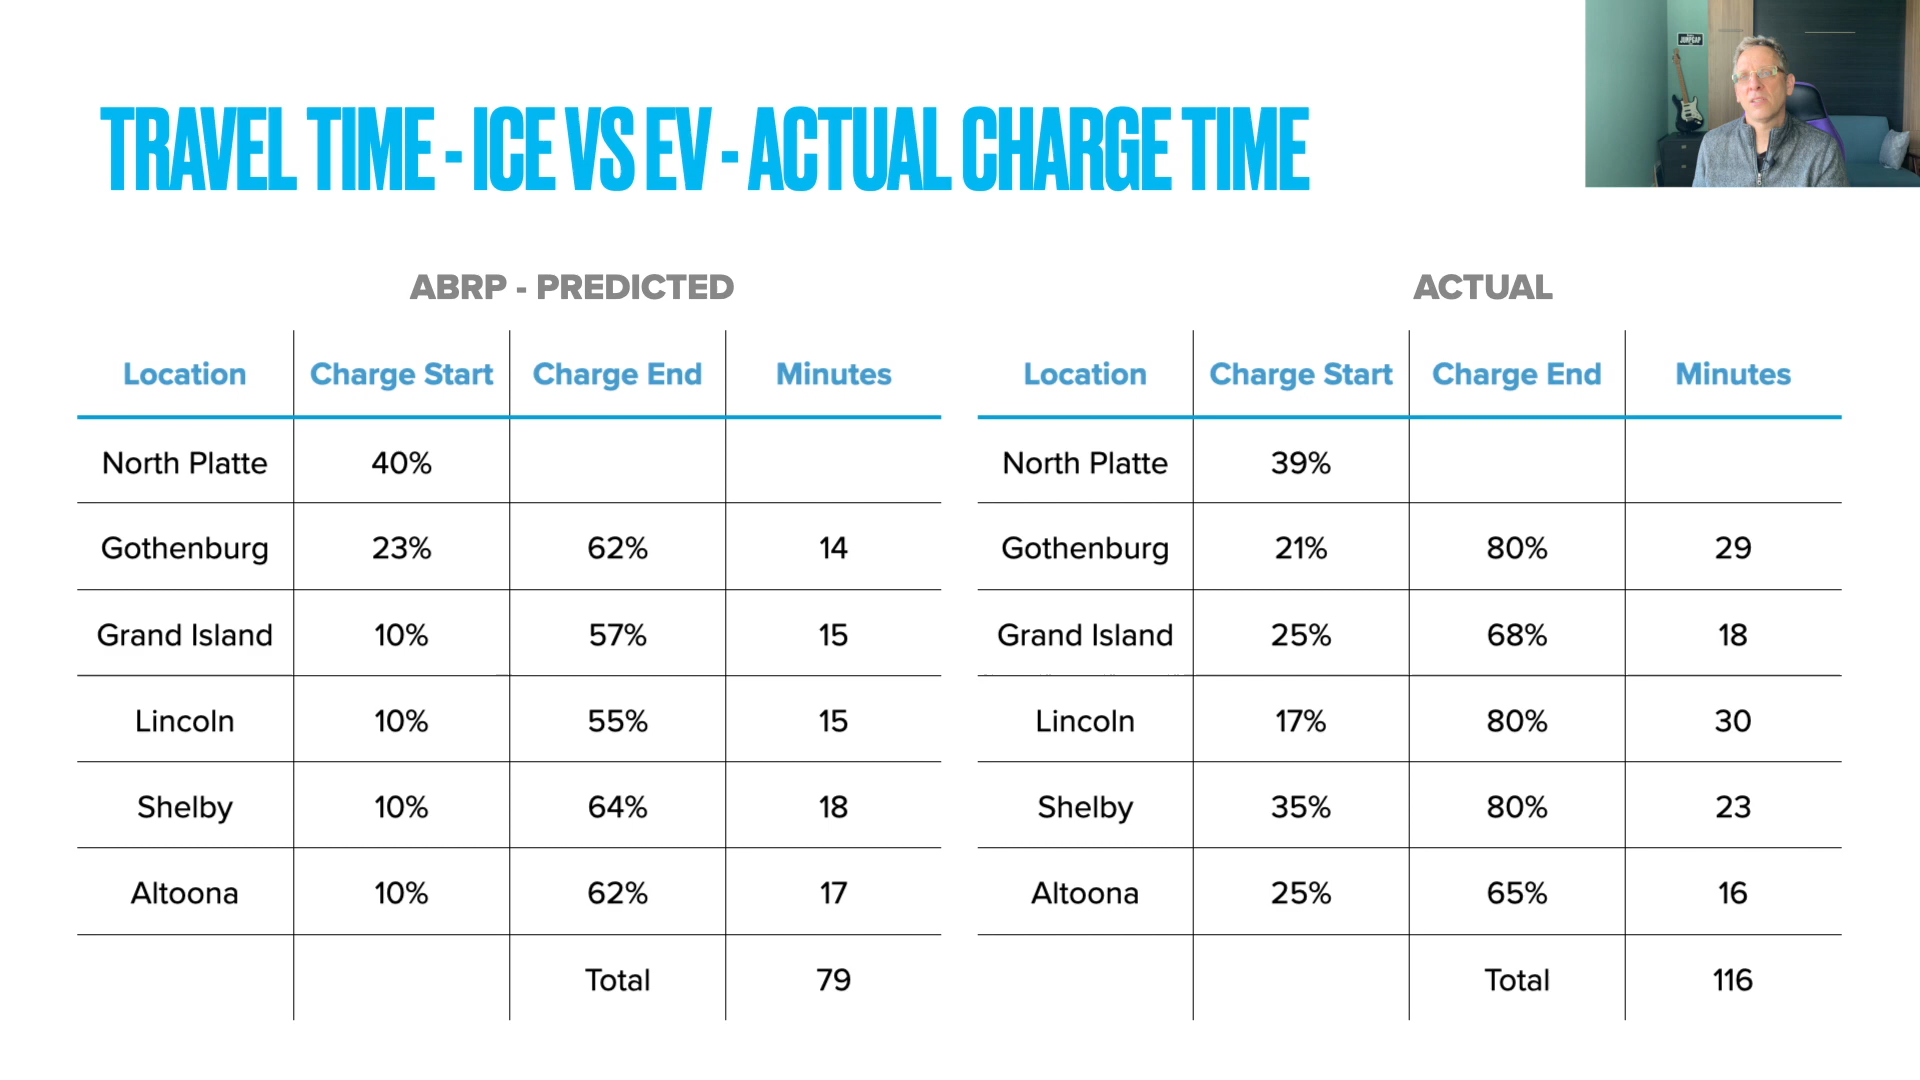 JUMPGAP
TRAVEL TIME - ICE VS EV - ACTUAL CHARGE TIME
ABRP - PREDICTED
Location Charge Start Charge End Minutes
North Platte 40%
Gothenburg 23% 62% 14
Grand Island 10% 57% 15
Lincoln 10% 55% 15
Shelby 10% 64% 18
Altoona 10% 62% 17
Total 79
ACTUAL
Location Charge Start Charge End Minutes
North Platte 39%
Gothenburg 21% 80% 29
Grand Island 25% 68% 18
Lincoln 17% 80% 30
Shelby 35% 80% 23
Altoona 25% 65% 16
Total 116